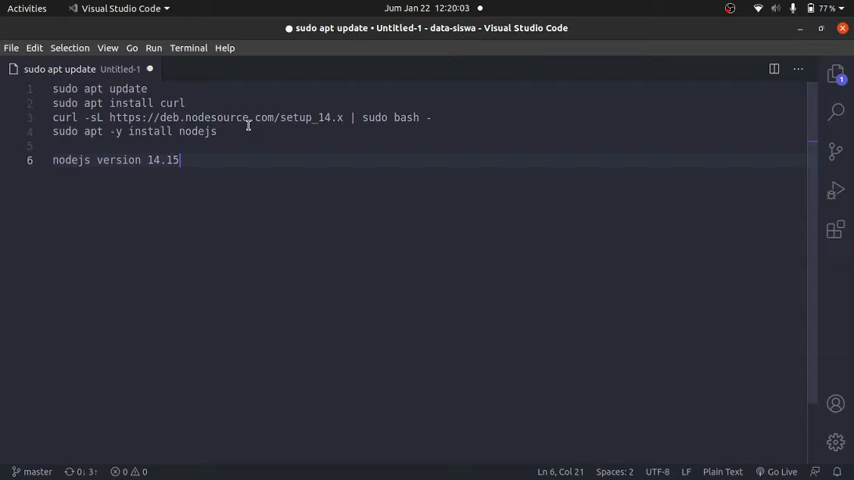 Activities Visual Studio Code Jum Jan 22 12:20:03 77 %
sudo apt update • Untitled-1 - data-siswa - Visual Studio Code
File Edit Selection View Go Run Terminal Help
sudo apt update Untitled-1
1 sudo apt update
2 sudo apt install curl
3 curl -sL https://deb.nodesource.com/setup_14.x | sudo bash -
4 sudo apt -y install nodejs
5
6 nodejs version 14.15
1
master 0↓ 3↑ 0 0 Ln 6, Col 21 Spaces: 2 UTF-8 LF Plain Text Go Live